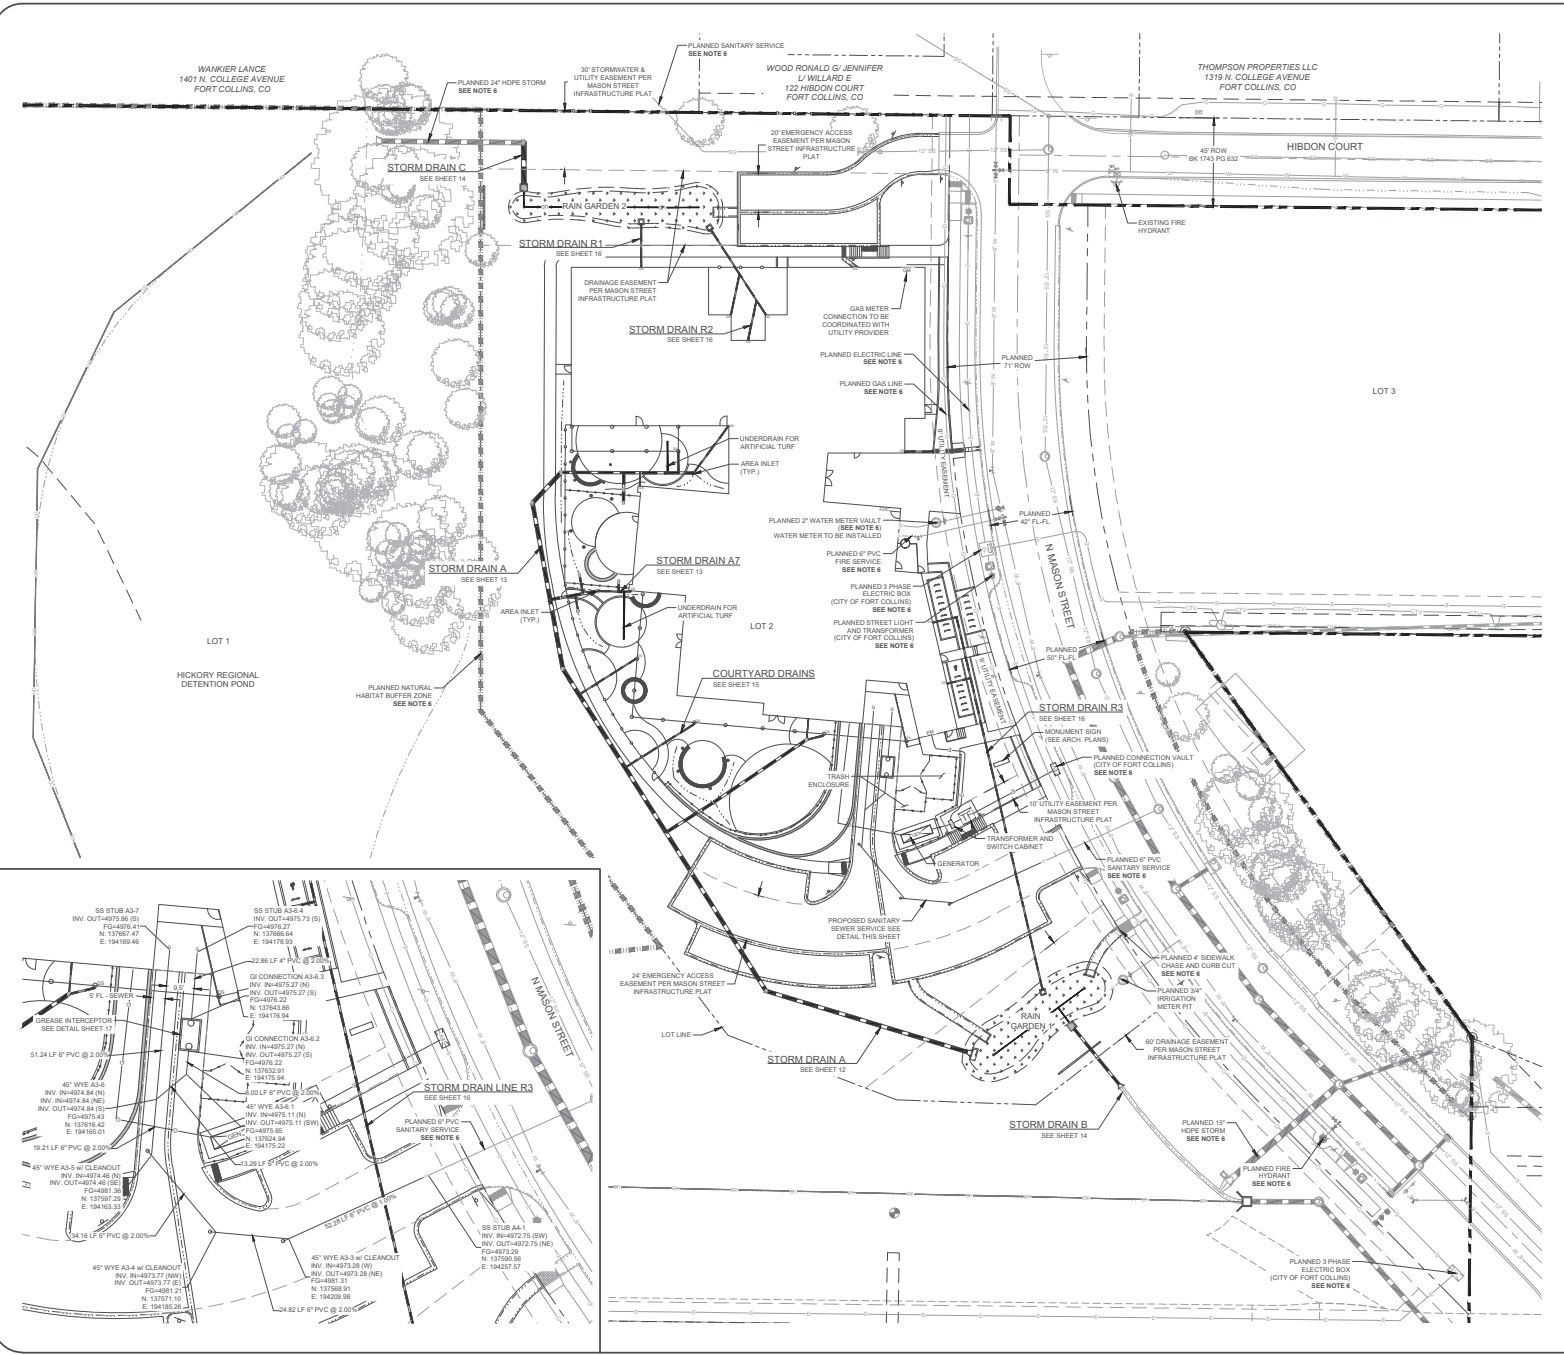 WANKIER LANCE
1401 N. COLLEGE AVENUE
FORT COLLINS, CO
PLANNED 24" HDPE STORM
SEE NOTE 6
30' STORMWATER &
UTILITY EASEMENT PER
MASON STREET
INFRASTRUCTURE PLAT
PLANNED SANITARY SERVICE
SEE NOTE 6
WOOD RONALD G/ JENNIFER
L/ WILLARD E
122 HIBDON COURT
FORT COLLINS, CO
THOMPSON PROPERTIES LLC
1319 N. COLLEGE AVENUE
FORT COLLINS, CO
20' EMERGENCY ACCESS
EASEMENT PER MASON
STREET INFRASTRUCTURE
PLAT
HIBDON COURT
45' ROW
BK 1743 PG 632
STORM DRAIN C
SEE SHEET 14
RAIN GARDEN 2
EXISTING FIRE
HYDRANT
STORM DRAIN R1
SEE SHEET 16
DRAINAGE EASEMENT
PER MASON STREET
INFRASTRUCTURE PLAT
STORM DRAIN R2
SEE SHEET 16
GAS METER
CONNECTION TO BE
COORDINATED WITH
UTILITY PROVIDER
PLANNED ELECTRIC LINE
SEE NOTE 6
PLANNED
71' ROW
PLANNED GAS LINE
SEE NOTE 6
LOT 3
UNDERDRAIN FOR
ARTIFICIAL TURF
AREA INLET
(TYP.)
9' UTILITY EASEMENT
PLANNED 2" WATER METER VAULT
(SEE NOTE 6)
WATER METER TO BE INSTALLED
PLANNED
42' FL-FL
PLANNED 6" PVC
FIRE SERVICE
SEE NOTE 6
STORM DRAIN A
SEE SHEET 13
STORM DRAIN A7
SEE SHEET 13
PLANNED 3 PHASE
ELECTRIC BOX
(CITY OF FORT COLLINS)
SEE NOTE 6
N MASON STREET
AREA INLET
(TYP.)
UNDERDRAIN FOR
ARTIFICIAL TURF
PLANNED STREET LIGHT
AND TRANSFORMER
(CITY OF FORT COLLINS)
SEE NOTE 6
LOT 1
LOT 2
PLANNED
50' FL-FL
HICKORY REGIONAL
DETENTION POND
PLANNED NATURAL
HABITAT BUFFER ZONE
SEE NOTE 6
COURTYARD DRAINS
SEE SHEET 15
9' UTILITY EASEMENT
STORM DRAIN R3
SEE SHEET 16
MONUMENT SIGN
(SEE ARCH. PLANS)
PLANNED CONNECTION VAULT
(CITY OF FORT COLLINS)
SEE NOTE 6
TRASH
ENCLOSURE
10' UTILITY EASEMENT PER
MASON STREET
INFRASTRUCTURE PLAT
TRANSFORMER AND
SWITCH CABINET
GENERATOR
PLANNED 6" PVC
SANITARY SERVICE
SEE NOTE 6
PROPOSED SANITARY
SEWER SERVICE SEE
DETAIL THIS SHEET
PLANNED 4' SIDEWALK
CHASE AND CURB CUT
SEE NOTE 6
24' EMERGENCY ACCESS
EASEMENT PER MASON STREET
INFRASTRUCTURE PLAT
PLANNED 3/4"
IRRIGATION
METER PIT
RAIN
GARDEN 1
LOT LINE
60' DRAINAGE EASEMENT
PER MASON STREET
INFRASTRUCTURE PLAT
STORM DRAIN A
SEE SHEET 12
STORM DRAIN B
SEE SHEET 14
PLANNED 15"
HDPE STORM
SEE NOTE 6
PLANNED FIRE
HYDRANT
SEE NOTE 6
PLANNED 3 PHASE
ELECTRIC BOX
(CITY OF FORT COLLINS)
SEE NOTE 6
SS STUB A3-7
INV. OUT=4975.86 (S)
FG=4976.41
N: 137667.47
E: 194169.46
SS STUB A3-6.4
INV. OUT=4975.73 (S)
FG=4976.27
N: 137666.64
E: 194178.93
22.86 LF 4" PVC @ 2.00%
9.5'
5' FL - SEWER
GI CONNECTION A3-6.3
INV. IN=4975.27 (N)
INV. OUT=4975.27 (S)
FG=4976.22
N: 137643.86
E: 194176.94
GREASE INTERCEPTOR
SEE DETAIL SHEET 17
GI CONNECTION A3-6.2
INV. IN=4975.27 (N)
INV. OUT=4975.27 (S)
FG=4976.22
N: 137632.91
E: 194175.94
51.24 LF 6" PVC @ 2.00%
8.00 LF 6" PVC @ 2.00%
45° WYE A3-6
INV. IN=4974.84 (N)
INV. IN=4974.84 (NE)
INV. OUT=4974.84 (S)
FG=4975.43
N: 137616.42
E: 194165.01
45° WYE A3-6.1
INV. IN=4975.11 (N)
INV. OUT=4975.11 (SW)
FG=4975.65
N: 137624.94
E: 194175.22
STORM DRAIN LINE R3
SEE SHEET 16
PLANNED 6" PVC
SANITARY SERVICE
SEE NOTE 6
N MASON STREET
19.21 LF 6" PVC @ 2.00%
13.29 LF 6" PVC @ 2.00%
45° WYE A3-5 w/ CLEANOUT
INV. IN=4974.46 (N)
INV. OUT=4974.46 (SE)
FG=4981.36
N: 137597.29
E: 194163.33
52.28 LF 6" PVC @ 1.00%
34.16 LF 6" PVC @ 2.00%
SS STUB A4-1
INV. IN=4972.75 (SW)
INV. OUT=4972.75 (NE)
FG=4973.29
N: 137590.56
E: 194257.57
45° WYE A3-4 w/ CLEANOUT
INV. IN=4973.77 (NW)
INV. OUT=4973.77 (E)
FG=4981.21
N: 137571.10
E: 194185.26
45° WYE A3-3 w/ CLEANOUT
INV. IN=4973.28 (W)
INV. OUT=4973.28 (NE)
FG=4981.31
N: 137568.91
E: 194209.98
24.82 LF 6" PVC @ 2.00%